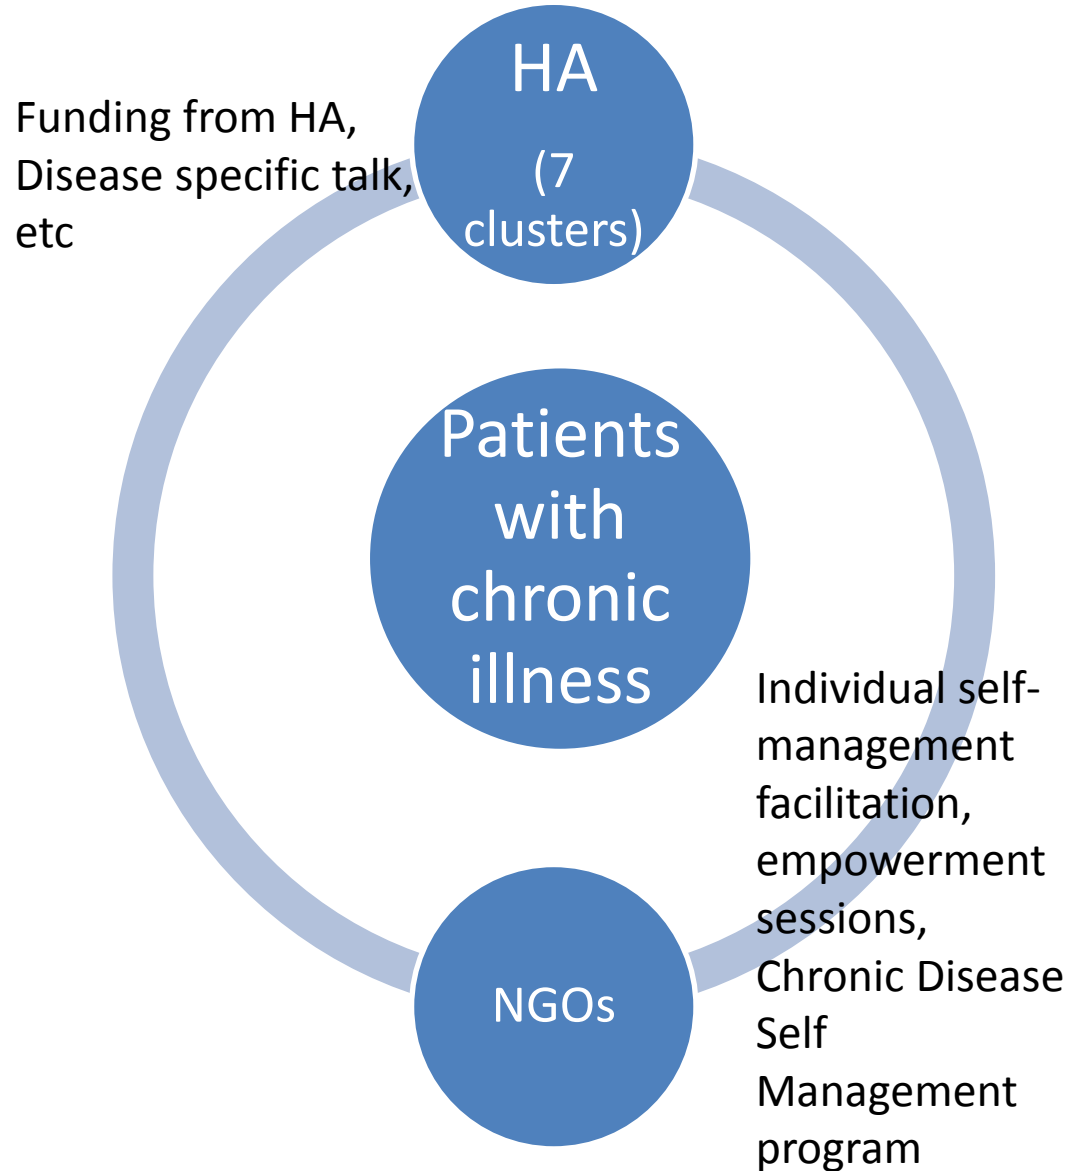 HA
(7
clusters)
Funding from HA,
Disease specific talk,
etc
Patients
with
chronic
illness
Individual self-
management
facilitation,
empowerment
sessions,
Chronic Disease
Self
Management
program
NGOs